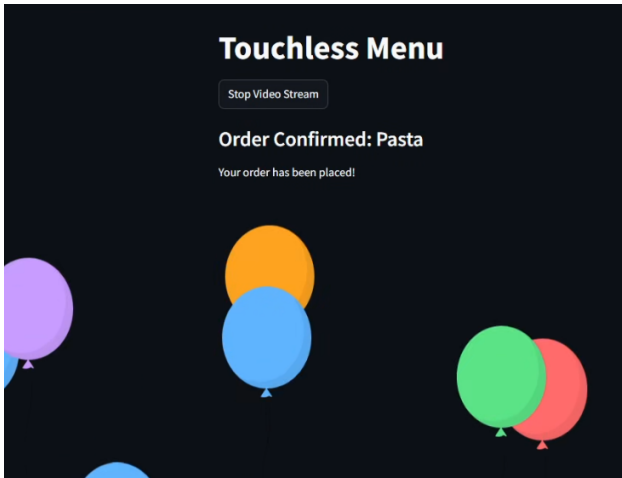 Touchless Menu
Stop Video Stream
Order Confirmed: Pasta
Your order has been placed!